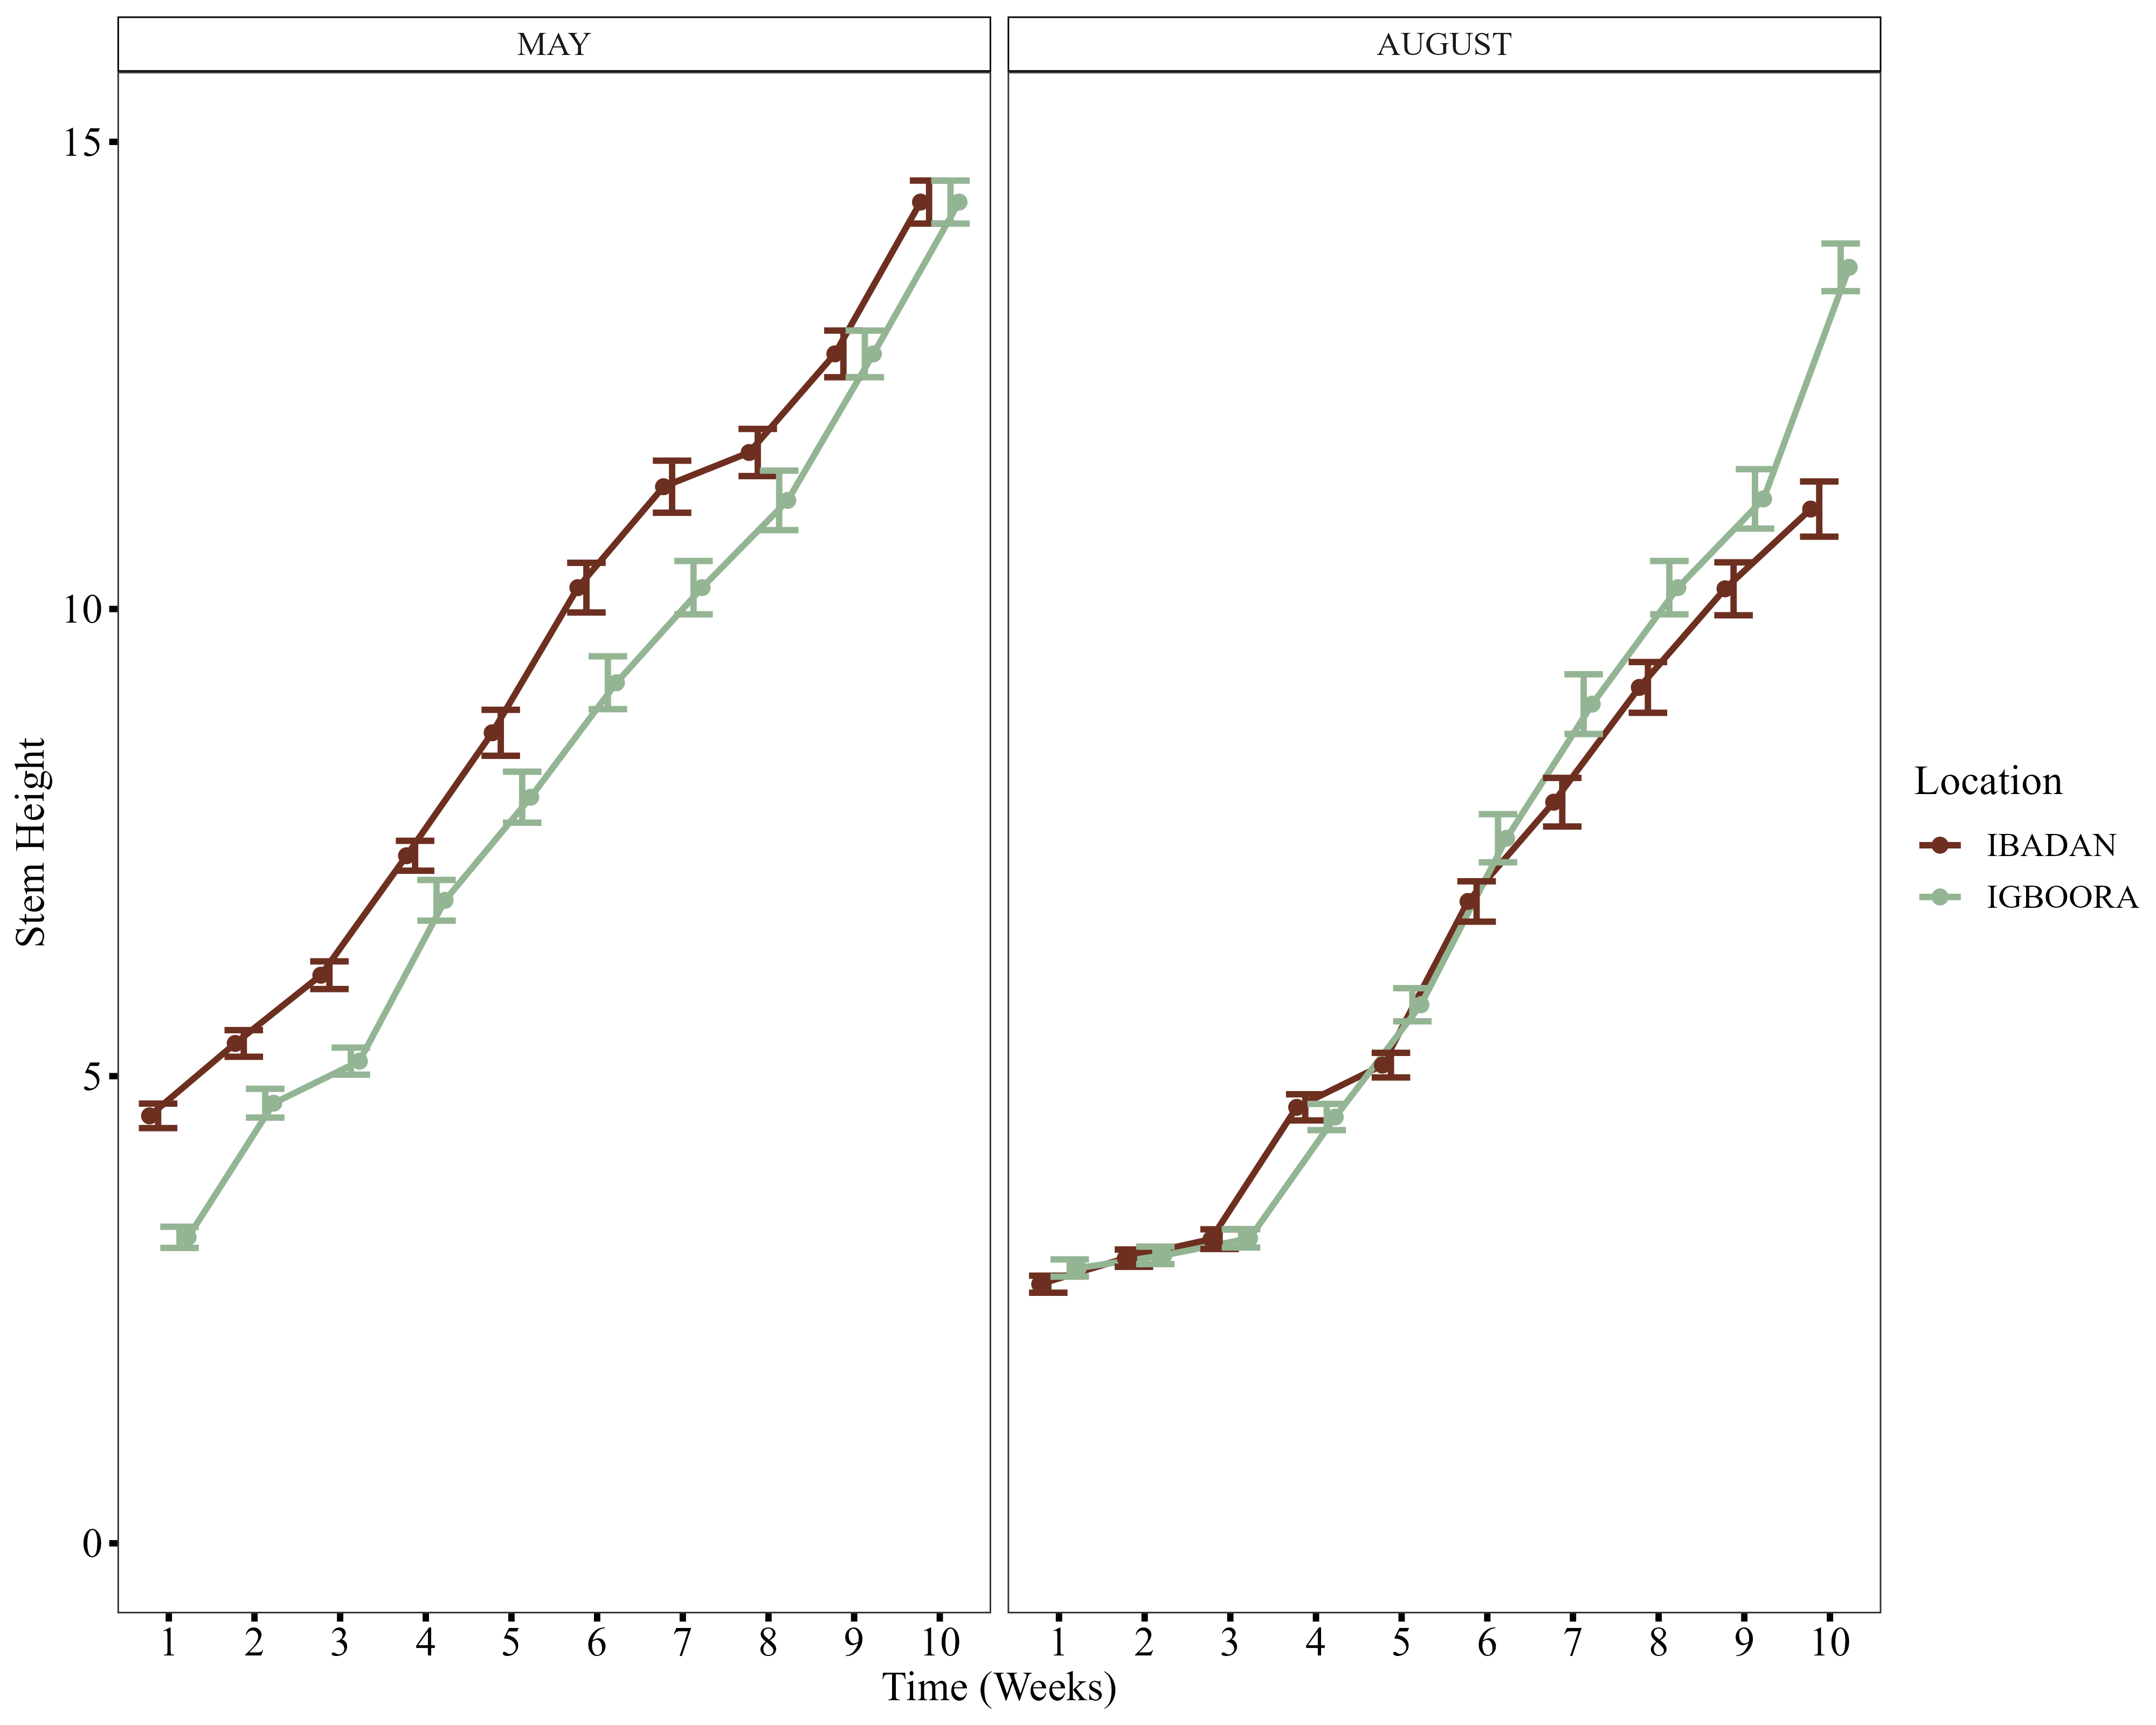 MAY
AUGUST
15
10
5
0
Stem Height
1 2 3 4 5 6 7 8 9 10
1 2 3 4 5 6 7 8 9 10
Time (Weeks)
Location
IBADAN
IGBOORA